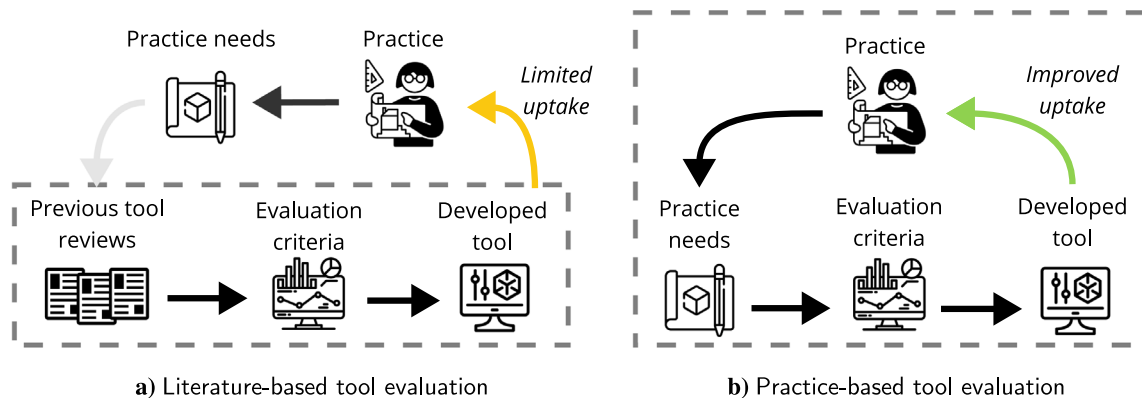 Practice needs
Practice
Limited
uptake
Previous tool
reviews
Evaluation
criteria
Developed
tool
a) Literature-based tool evaluation
Practice
Improved
uptake
Practice
needs
Evaluation
criteria
Developed
tool
b) Practice-based tool evaluation